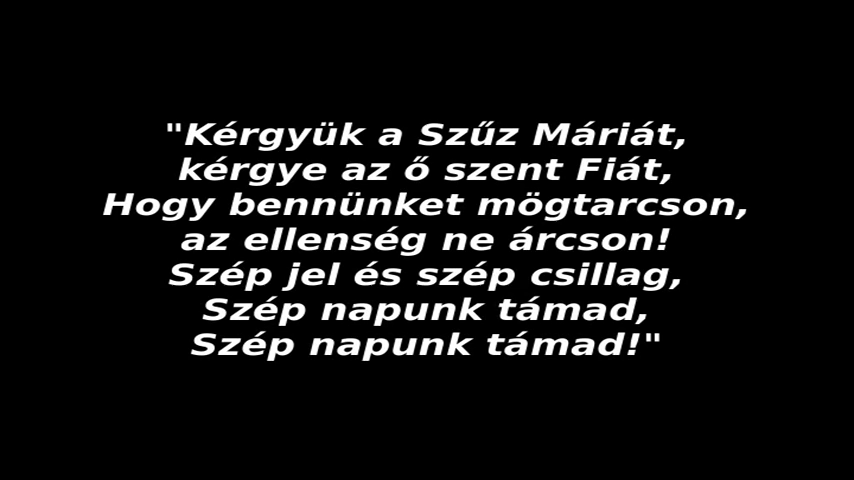 "Kérgyük a Szűz Máriát,
kérgye az ő szent Fiát,
Hogy bennünket mögtarcson,
az ellenség ne árcson!
Szép jel és szép csillag,
Szép napunk támad,
Szép napunk támad!"